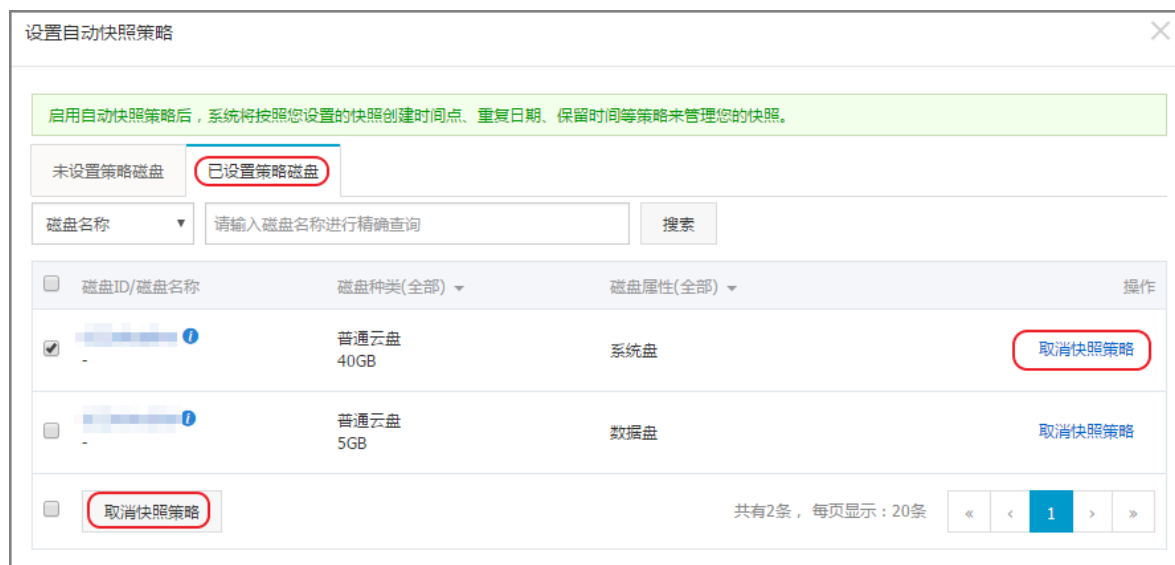 设置自动快照策略
启用自动快照策略后，系统将按照您设置的快照创建时间点、重复日期、保留时间等策略来管理您的快照。
未设置策略磁盘 已设置策略磁盘
磁盘名称 请输入磁盘名称进行精确查询 搜索
磁盘ID/磁盘名称 磁盘种类(全部) 磁盘属性(全部) 操作
普通云盘
- 40GB 系统盘 取消快照策略
普通云盘
- 5GB 数据盘 取消快照策略
取消快照策略 共有2条，每页显示：20条 « ‹ 1 › »